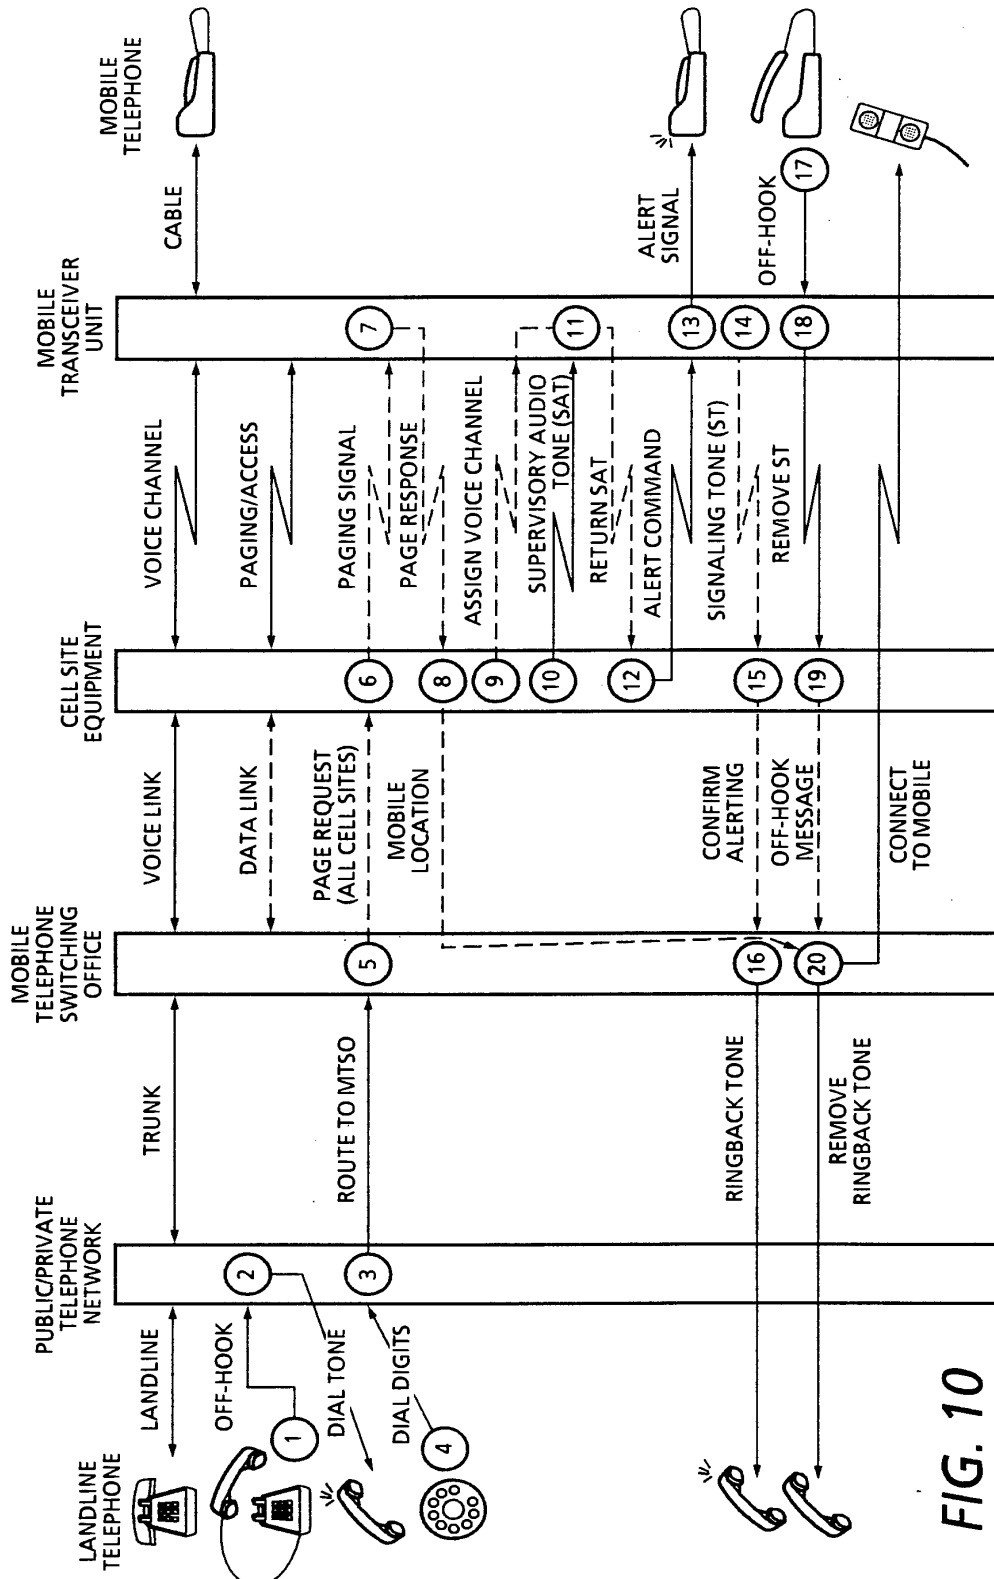 LANDLINE
TELEPHONE
PUBLIC/PRIVATE
TELEPHONE
NETWORK
MOBILE
TELEPHONE
SWITCHING
OFFICE
CELL SITE
EQUIPMENT
MOBILE
TRANSCEIVER
UNIT
MOBILE
TELEPHONE
LANDLINE
TRUNK
VOICE LINK
VOICE CHANNEL
CABLE
OFF-HOOK
1
2
DATA LINK
PAGING/ACCESS
DIAL TONE
DIAL DIGITS
4
3
ROUTE TO MTSO
5
PAGE REQUEST
(ALL CELL SITES)
6
PAGING SIGNAL
7
PAGE RESPONSE
8
MOBILE
LOCATION
9
ASSIGN VOICE CHANNEL
10
SUPERVISORY AUDIO
TONE (SAT)
11
RETURN SAT
12
ALERT COMMAND
13
ALERT
SIGNAL
14
SIGNALING TONE (ST)
15
CONFIRM
ALERTING
16
RINGBACK TONE
OFF-HOOK
17
18
REMOVE ST
19
OFF-HOOK
MESSAGE
20
REMOVE
RINGBACK TONE
CONNECT
TO MOBILE
FIG. 10